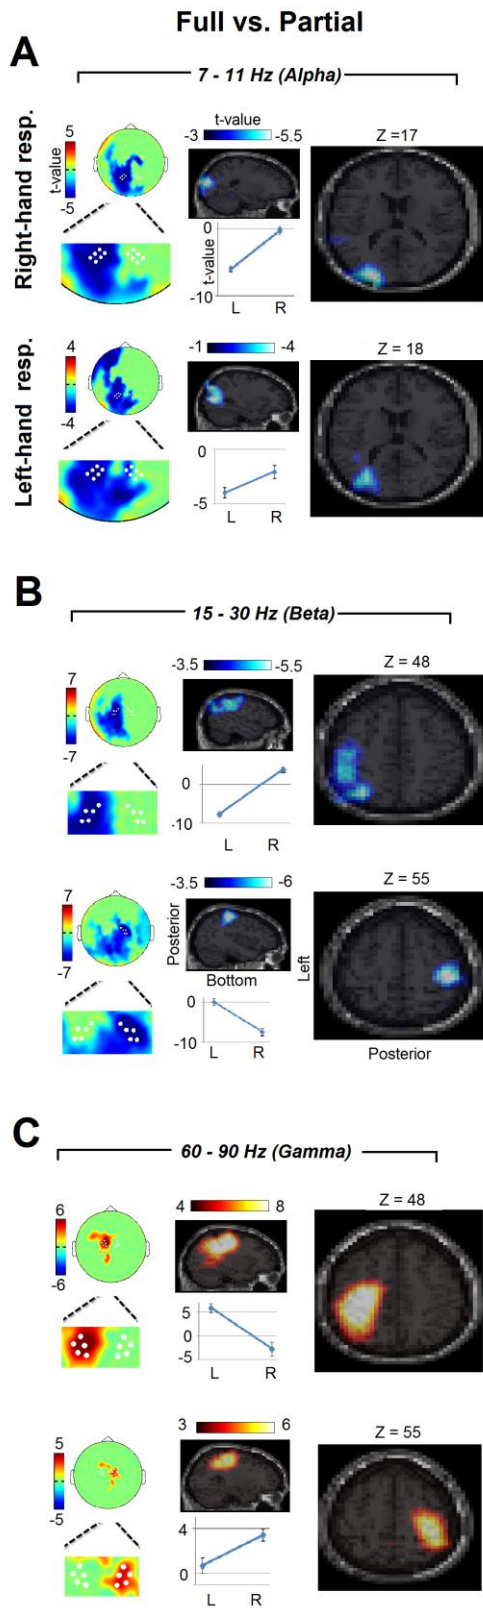 Full vs. Partial
A
7 - 11 Hz (Alpha)
Right-hand resp.
5
t-value
-5
t-value
-3
-5.5
0
t-value
-10
L
R
Z =17
Left-hand resp.
4
-4
-1
-4
0
-5
L
R
Z = 18
B
15 - 30 Hz (Beta)
7
-7
-3.5
-5.5
0
-10
L
R
Z = 48
7
-7
-3.5
-6
Posterior
Bottom
0
-10
L
R
Z = 55
Left
Posterior
C
60 - 90 Hz (Gamma)
6
-6
4
8
L
5
0
-5
R
Z = 48
5
-5
3
6
4
0
L
R
Z = 55